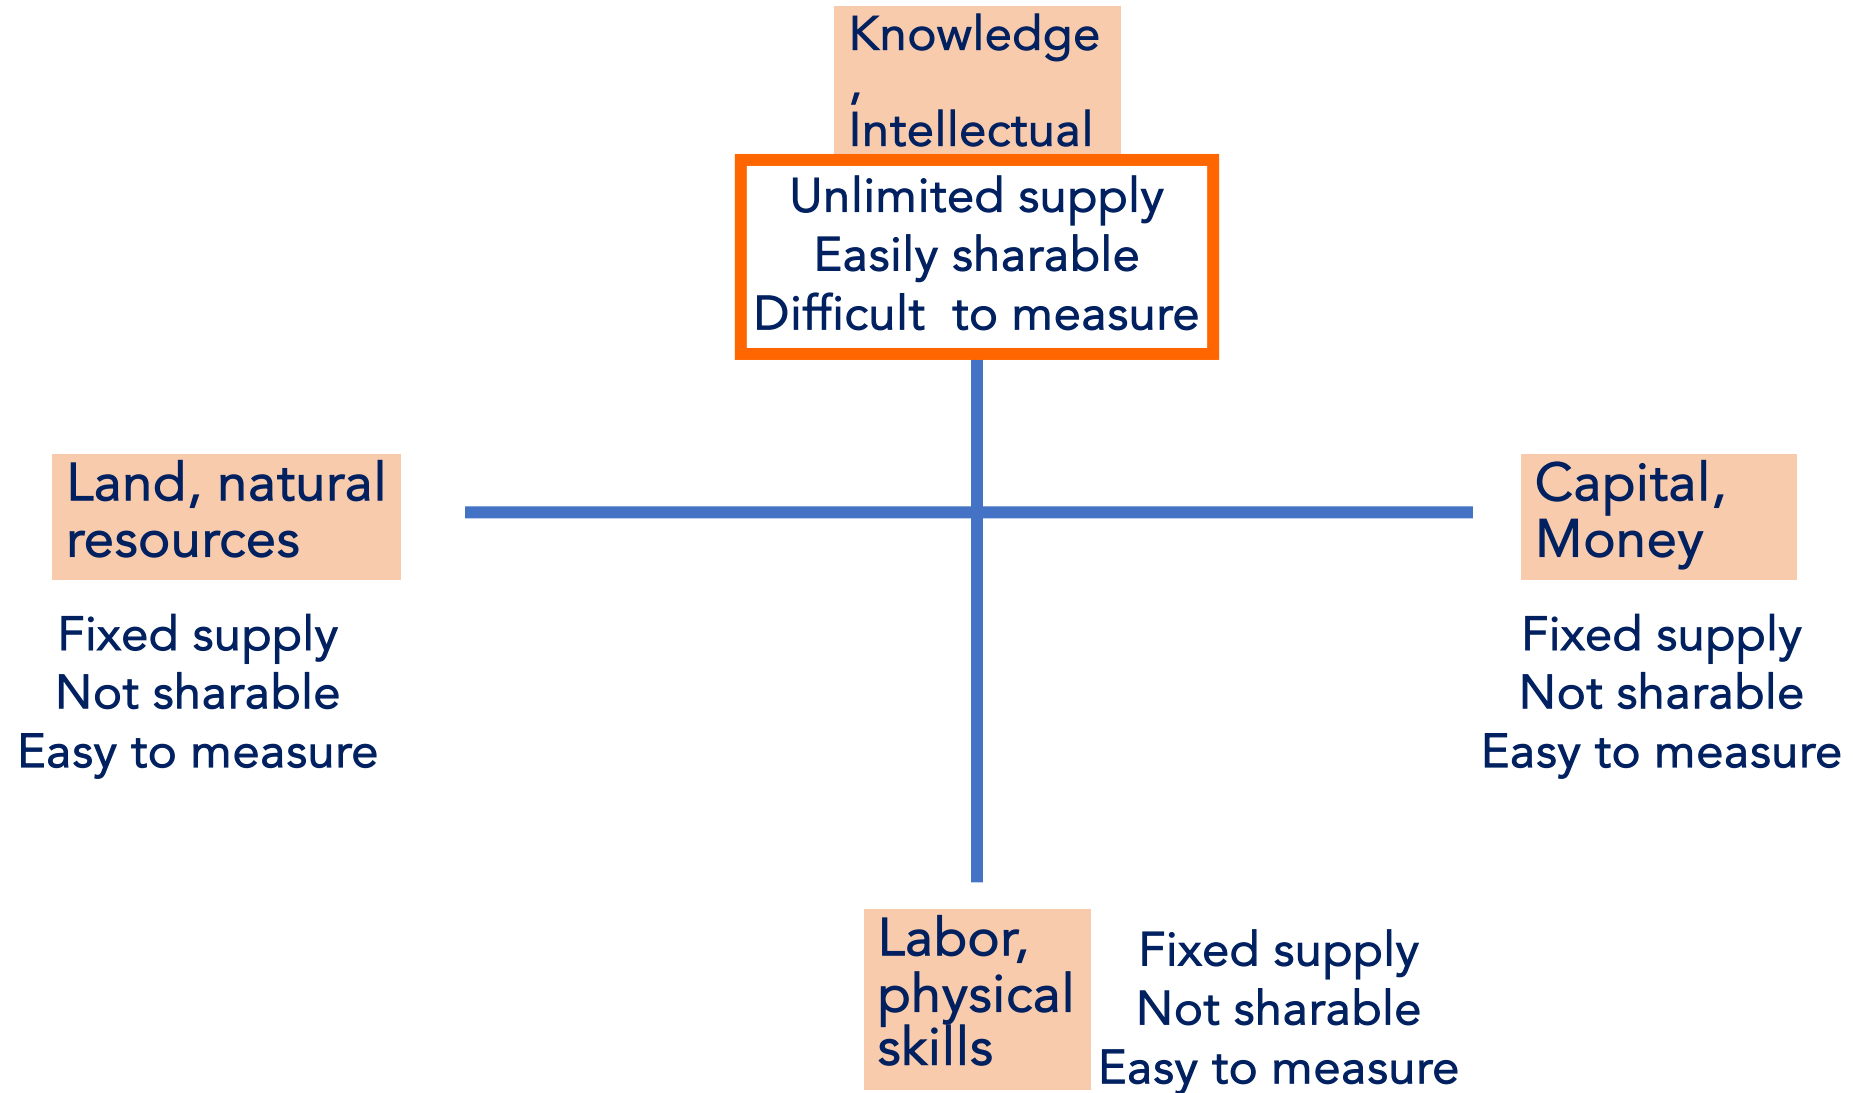 Knowledge
,
Intellectual
Unlimited supply
Easily sharable
Difficult  to measure
Land, natural
resources
Fixed supply
Not sharable
Easy to measure
Capital,
Money
Fixed supply
Not sharable
Easy to measure
Labor,
physical
skills
Fixed supply
Not sharable
Easy to measure